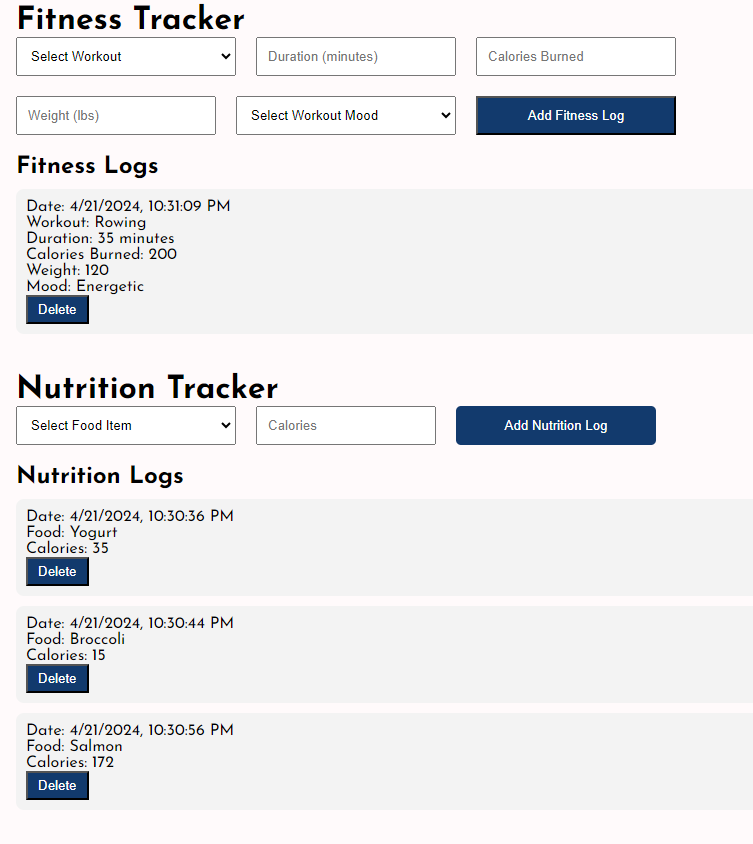 Fitness Tracker
Select Workout
Duration (minutes)
Calories Burned
Weight (lbs)
Select Workout Mood
Add Fitness Log
Fitness Logs
Date: 4/21/2024, 10:31:09 PM
Workout: Rowing
Duration: 35 minutes
Calories Burned: 200
Weight: 120
Mood: Energetic
Delete
Nutrition Tracker
Select Food Item
Calories
Add Nutrition Log
Nutrition Logs
Date: 4/21/2024, 10:30:36 PM
Food: Yogurt
Calories: 35
Delete
Date: 4/21/2024, 10:30:44 PM
Food: Broccoli
Calories: 15
Delete
Date: 4/21/2024, 10:30:56 PM
Food: Salmon
Calories: 172
Delete